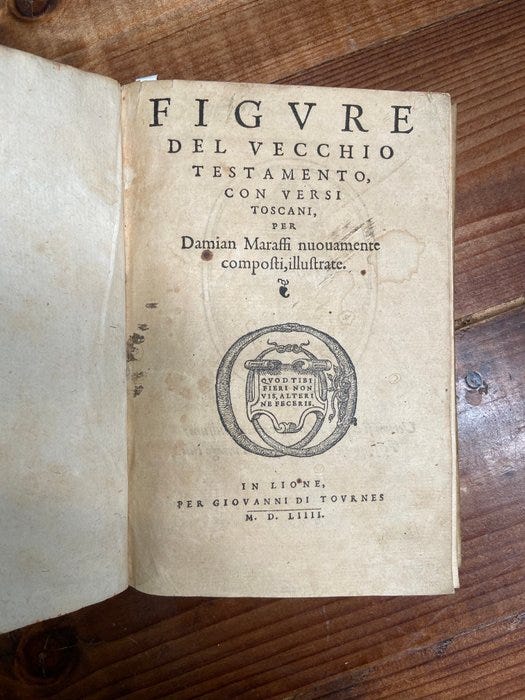 FIGVRE
DEL VECCHIO
TESTAMENTO,
CON VERSI
TOSCANI,
PER
Damian Maraffi nuouamente
compoſti, illuſtrate.
QVOD TIBI
FIERI NON
VIS, ALTERI
NE FECERIS.
IN LIONE,
PER GIOVANNI DI TOVRNES
M. D. LIIII.